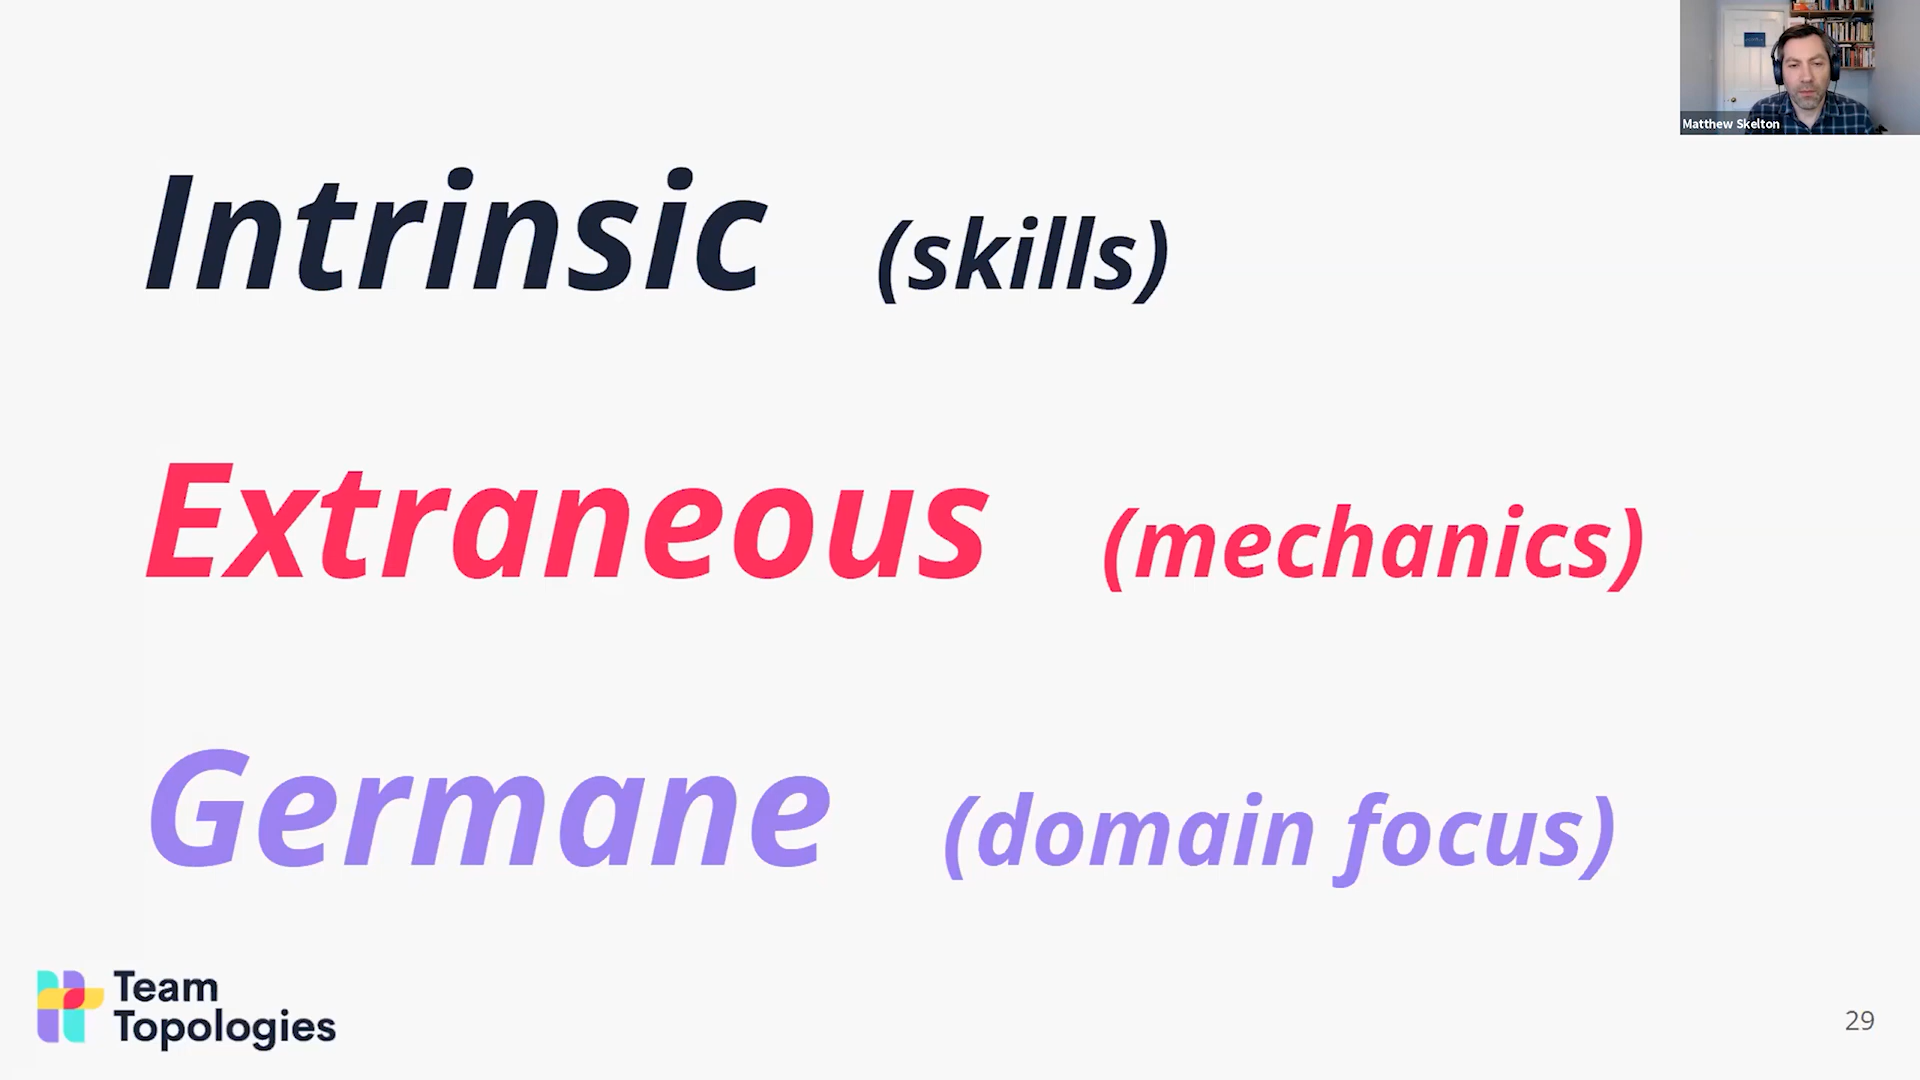 Matthew Skelton
Intrinsic (skills)
Extraneous (mechanics)
Germane (domain focus)
Team
Topologies
29